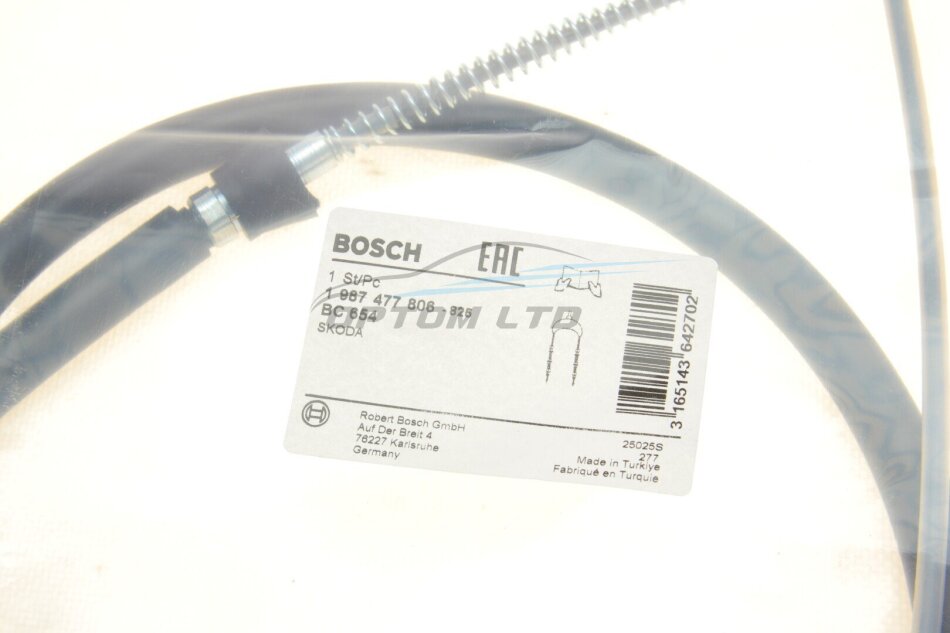 BOSCH
EAC
1 St/Pc
1 987 477 806 - 826
BC 654
SKODA
OPTOM LTD
3 165143 642702
Robert Bosch GmbH
Auf Der Breit 4
76227 Karlsruhe
Germany
25025S
277
Made in Turkiye
Fabriqué en Turquie